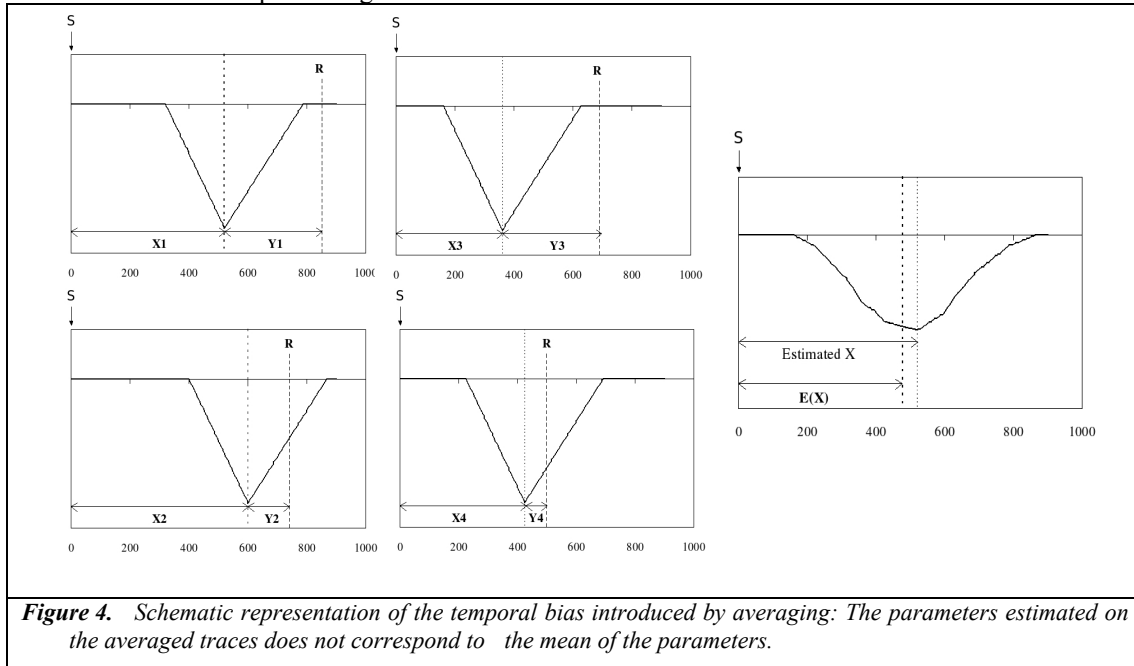 S
R
X1 Y1
0 200 400 600 800 1000
S
R
X3 Y3
0 200 400 600 800 1000
S
R
X2 Y2
0 200 400 600 800 1000
S
R
X4 Y4
0 200 400 600 800 1000
S
Estimated X
E(X)
0 200 400 600 800 1000
Figure 4. Schematic representation of the temporal bias introduced by averaging: The parameters estimated on
the averaged traces does not correspond to the mean of the parameters.